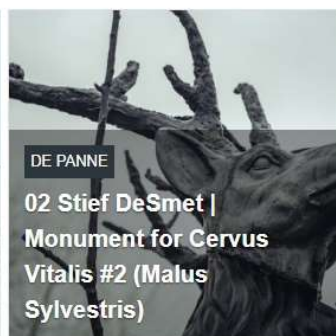 DE PANNE
02 Stief DeSmet |
Monument for Cervus
Vitalis #2 (Malus
Sylvestris)